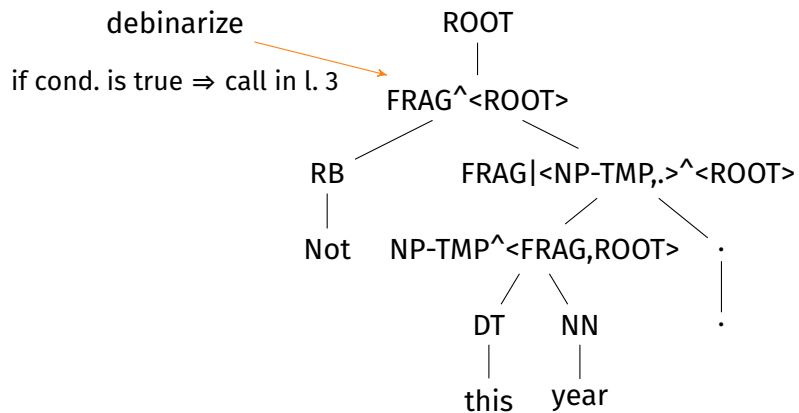 debinarize
ROOT
if cond. is true ⇒ call in l. 3
FRAG^<ROOT>
RB
FRAG|<NP-TMP,.>^<ROOT>
Not
NP-TMP^<FRAG,ROOT>
.
DT
NN
.
this
year